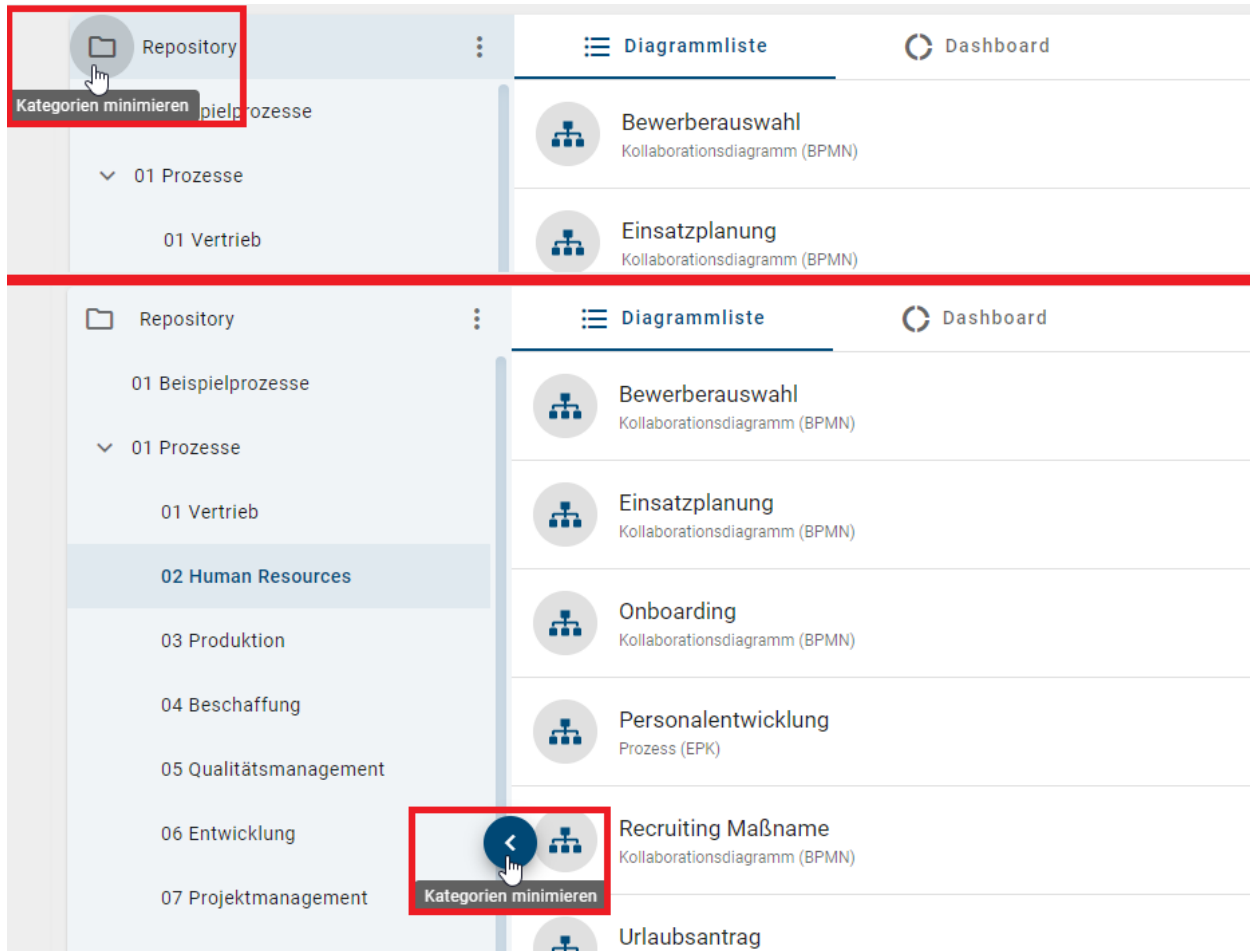 Repository
Diagrammliste
Dashboard
Kategorien minimieren
pielprozesse
Bewerberauswahl
Kollaborationsdiagramm (BPMN)
01 Prozesse
01 Vertrieb
Einsatzplanung
Kollaborationsdiagramm (BPMN)
Repository
Diagrammliste
Dashboard
01 Beispielprozesse
Bewerberauswahl
Kollaborationsdiagramm (BPMN)
01 Prozesse
01 Vertrieb
Einsatzplanung
Kollaborationsdiagramm (BPMN)
02 Human Resources
Onboarding
Kollaborationsdiagramm (BPMN)
03 Produktion
04 Beschaffung
Personalentwicklung
Prozess (EPK)
05 Qualitätsmanagement
06 Entwicklung
Recruiting Maßname
Kollaborationsdiagramm (BPMN)
Kategorien minimieren
07 Projektmanagement
Urlaubsantrag